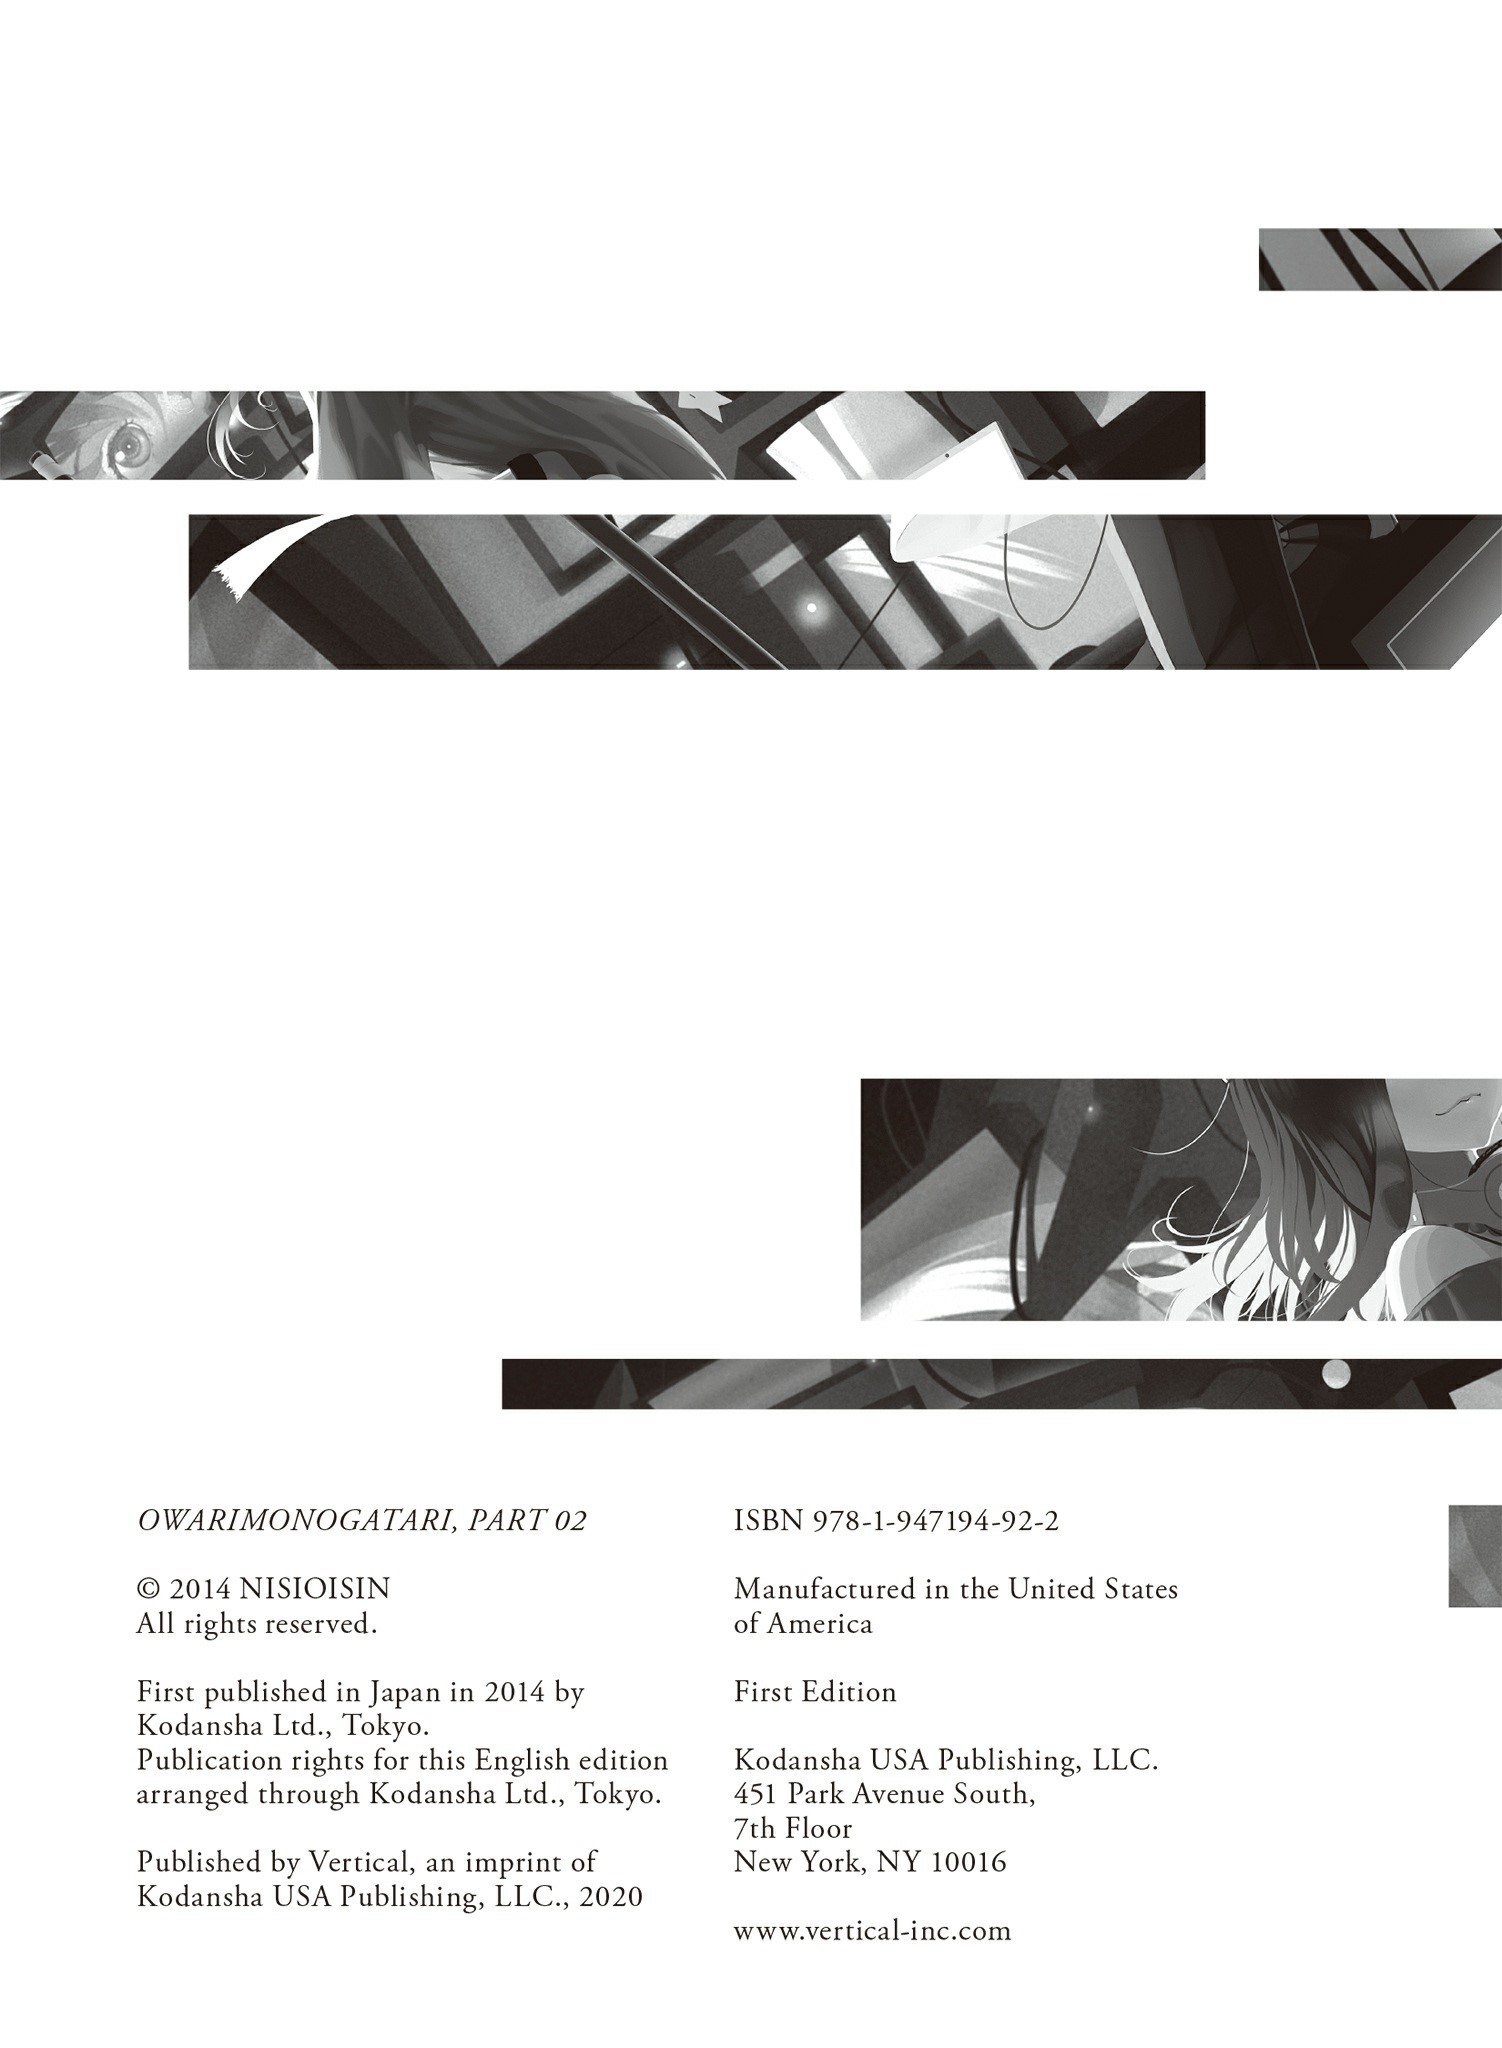 OWARIMONOGATARI, PART 02
© 2014 NISIOISIN
All rights reserved.
First published in Japan in 2014 by
Kodansha Ltd., Tokyo.
Publication rights for this English edition
arranged through Kodansha Ltd., Tokyo.
Published by Vertical, an imprint of
Kodansha USA Publishing, LLC., 2020
ISBN 978-1-947194-92-2
Manufactured in the United States
of America
First Edition
Kodansha USA Publishing, LLC.
451 Park Avenue South,
7th Floor
New York, NY 10016
www.vertical-inc.com